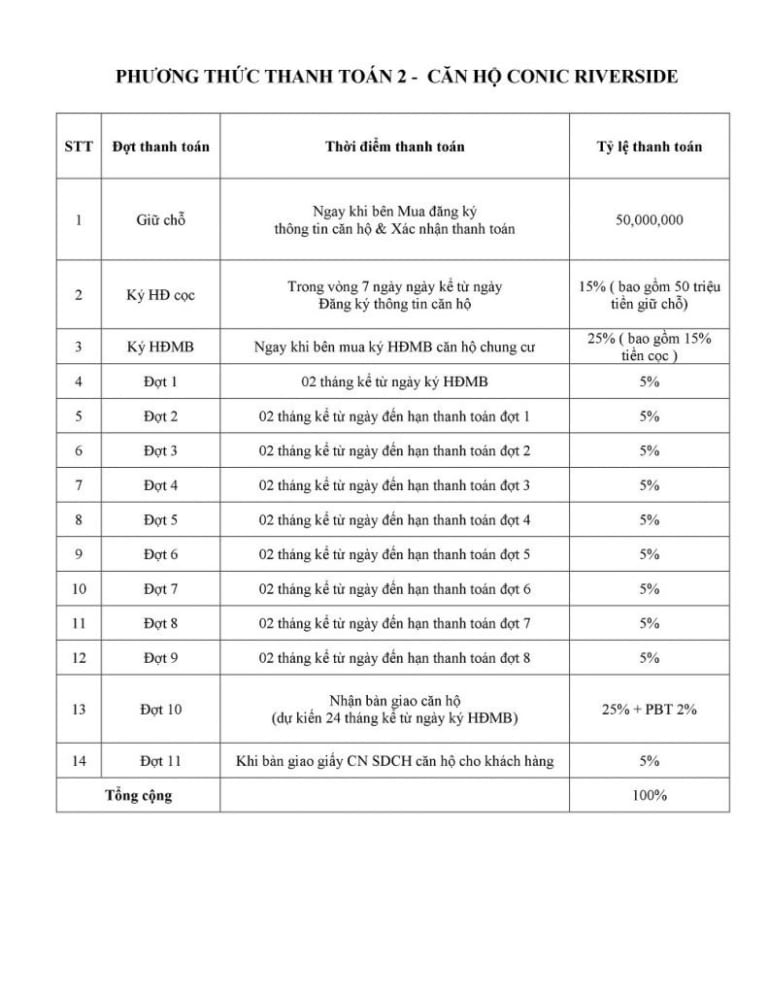 PHƯƠNG THỨC THANH TOÁN 2 - CĂN HỘ CONIC RIVERSIDE
STT Đợt thanh toán Thời điểm thanh toán Tỷ lệ thanh toán
1 Giữ chỗ Ngay khi bên Mua đăng ký
thông tin căn hộ & Xác nhận thanh toán 50,000,000
2 Ký HĐ cọc Trong vòng 7 ngày ngày kể từ ngày
Đăng ký thông tin căn hộ 15% ( bao gồm 50 triệu
tiền giữ chỗ)
3 Ký HĐMB Ngay khi bên mua ký HĐMB căn hộ chung cư 25% ( bao gồm 15%
tiền cọc )
4 Đợt 1 02 tháng kể từ ngày ký HĐMB 5%
5 Đợt 2 02 tháng kể từ ngày đến hạn thanh toán đợt 1 5%
6 Đợt 3 02 tháng kể từ ngày đến hạn thanh toán đợt 2 5%
7 Đợt 4 02 tháng kể từ ngày đến hạn thanh toán đợt 3 5%
8 Đợt 5 02 tháng kể từ ngày đến hạn thanh toán đợt 4 5%
9 Đợt 6 02 tháng kể từ ngày đến hạn thanh toán đợt 5 5%
10 Đợt 7 02 tháng kể từ ngày đến hạn thanh toán đợt 6 5%
11 Đợt 8 02 tháng kể từ ngày đến hạn thanh toán đợt 7 5%
12 Đợt 9 02 tháng kể từ ngày đến hạn thanh toán đợt 8 5%
13 Đợt 10 Nhận bàn giao căn hộ
(dự kiến 24 tháng kể từ ngày ký HĐMB) 25% + PBT 2%
14 Đợt 11 Khi bàn giao giấy CN SDCH căn hộ cho khách hàng 5%
Tổng cộng 100%